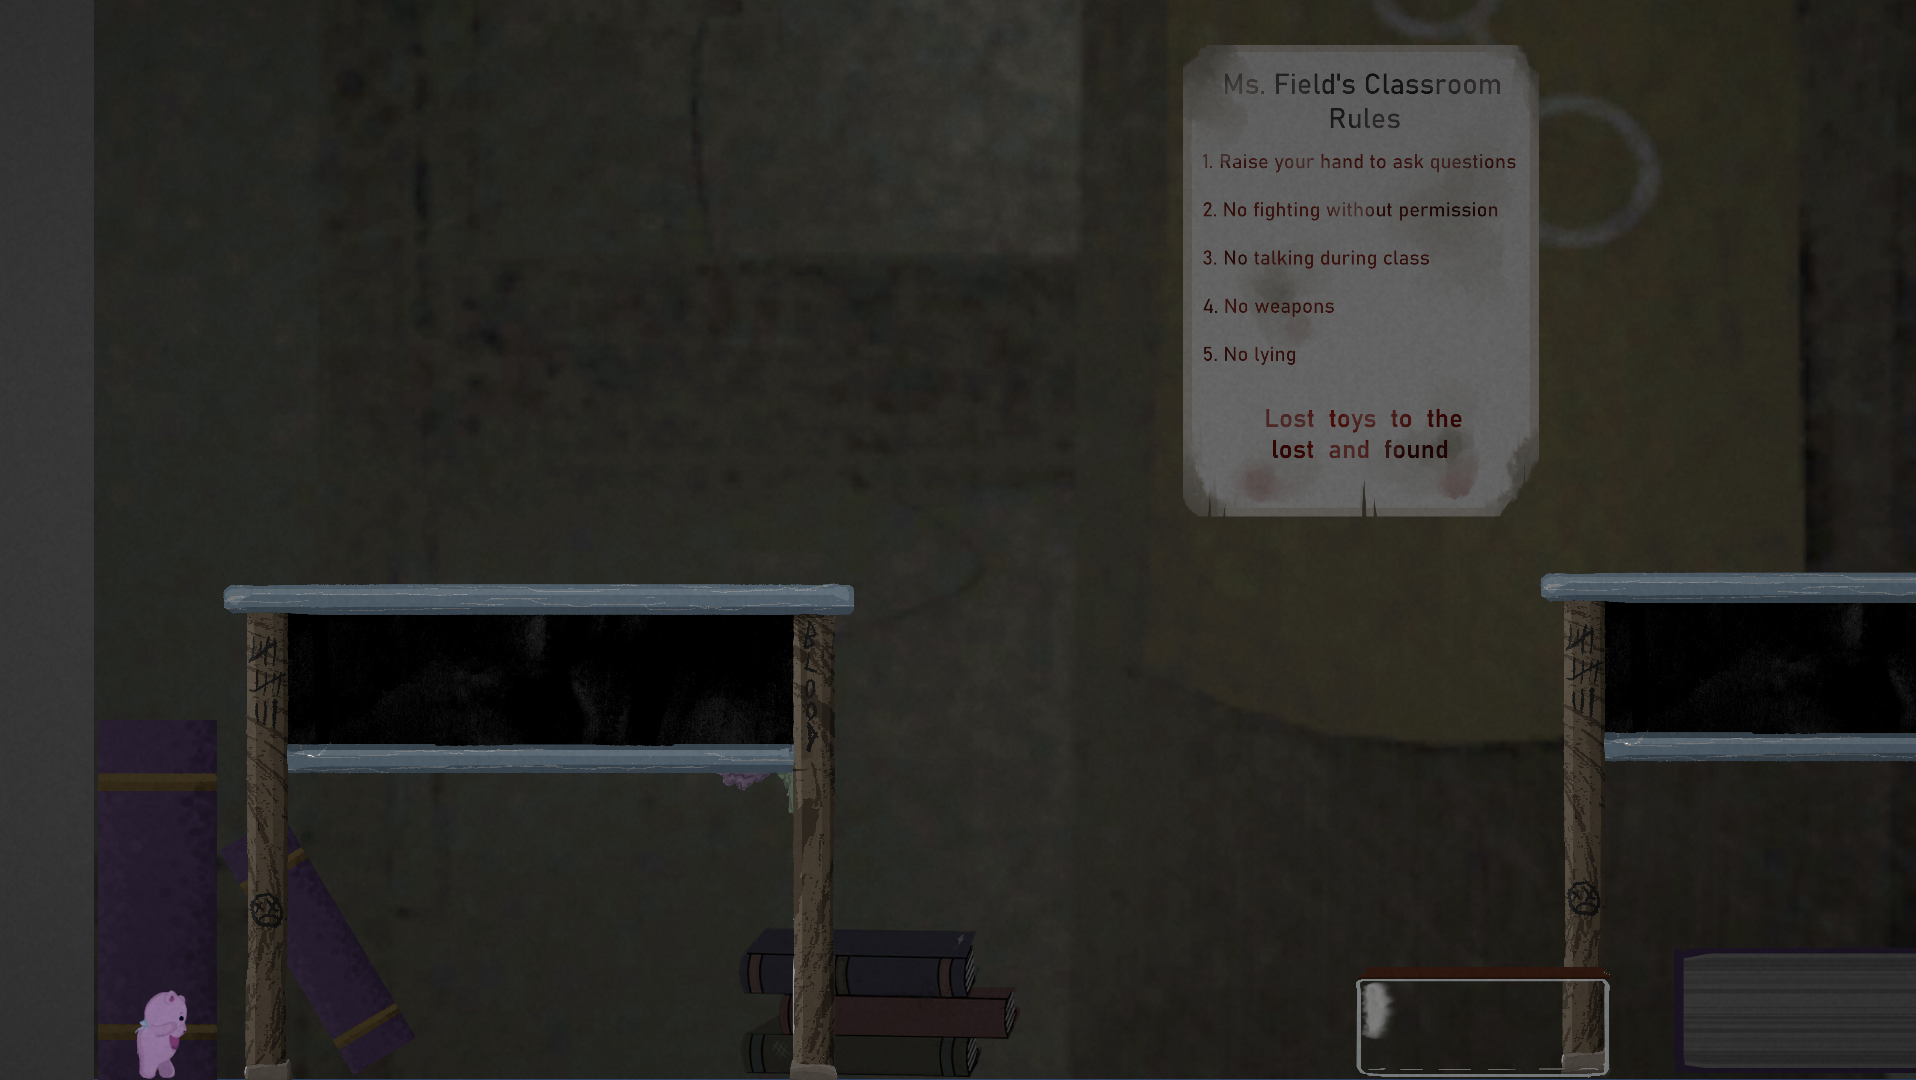 Ms. Field's Classroom
Rules
1. Raise your hand to ask questions
2. No fighting without permission
3. No talking during class
4. No weapons
5. No lying
Lost toys to the
lost and found
BLOOD